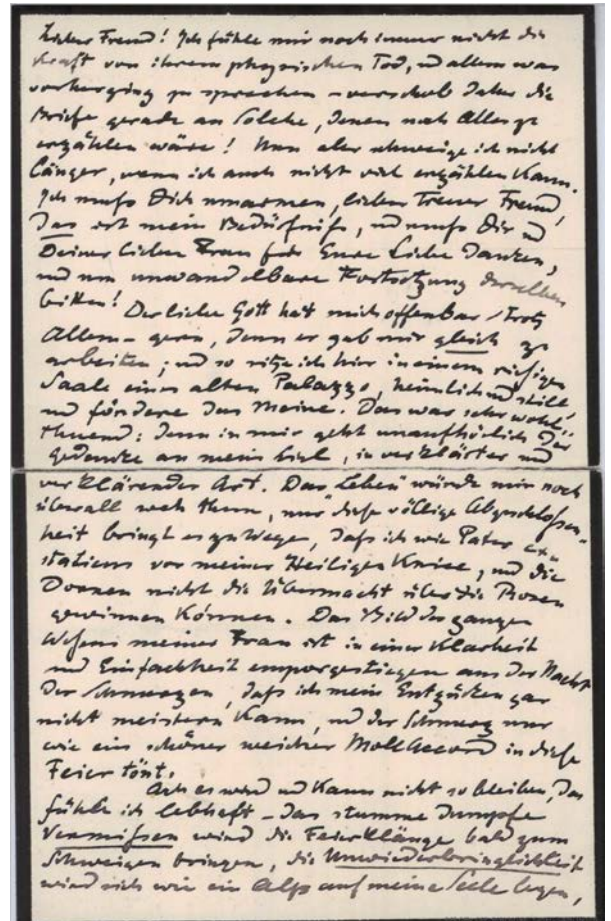 Lieber Freund! Ich fühle mir noch immer nicht die
Kraft von ihrem physischen Tod, und allem was
vorherging zu sprechen – verschob daher die
Briefe gerade an Solche, denen noch Alles zu
erzählen wäre! Nun aber schweige ich nicht
länger, wenn ich auch nicht viel erzählen kann.
Ich muß Dich umarmen, lieber treuer Freund,
das ist mein Bedürfniß, und muß Dir und
Deiner lieben Frau für Eure Liebe danken,
und um unwandelbare Fortsetzung derselben
bitten! Der liebe Gott hat mich offenbar – trotz
Allem – gern, denn er gab mir gleich zu
arbeiten; und so sitze ich hier in einem riesigen
Saale eines alten Palazzo, heimlich und still
und fördere das Meine. Das war sehr wohl-
thuend: denn in mir geht unaufhörlich das
Gedenken an mein Lieb, in verklärter und
verklärender Art. Das "Leben" würde mir noch
überall weh thun, nur diese völlige Abgeschlossen-
heit bringt es zu Wege, daß ich wie Pater ex-
staticus vor meiner Heiligen kniee, und die
Dornen nicht die Übermacht über die Rosen
gewinnen können. Das Bild des ganzen
Wesens meiner Frau ist in einer Klarheit
und Einfachheit emporgestiegen aus der Nacht
der Schmerzen, daß ich mein Entzücken gar
nicht meistern kann, und der Schmerz nur
wie ein schöner weicher Mollaccord in diese
Feier tönt.
Ach es wird und kann nicht so bleiben, das
fühle ich lebhaft – das stumme dumpfe
Vermissen wird die Feierklänge bald zum
Schweigen bringen, die Unwiederbringlichkeit
wird sich wie ein Alp auf meine Seele legen,